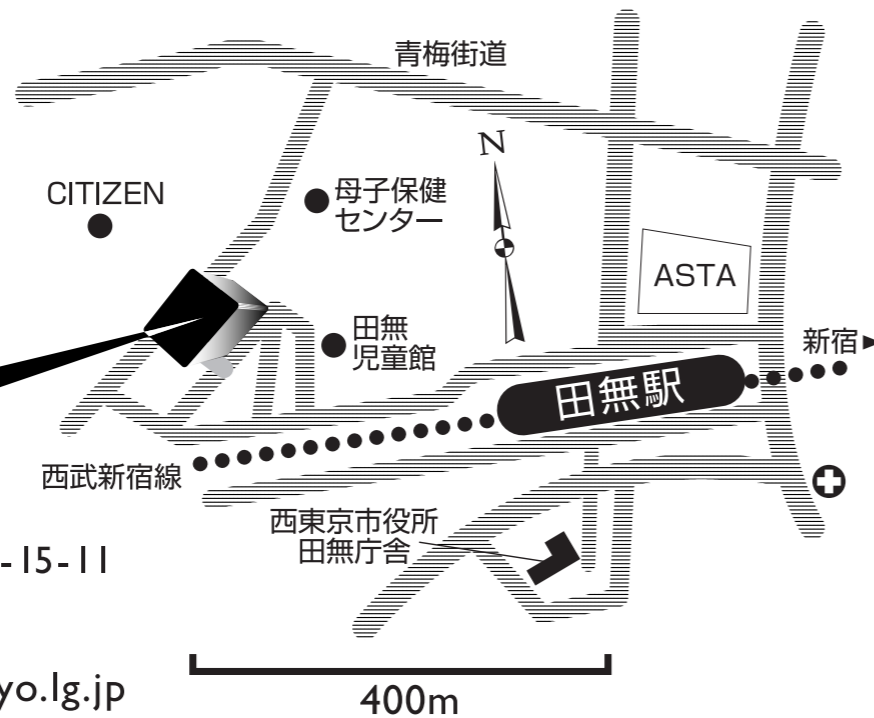 青梅街道
N
CITIZEN
母子保健
センター
ASTA
田無
児童館
新宿
田無駅
西武新宿線
西東京市役所
田無庁舎
-15-11
yo.lg.jp
400m